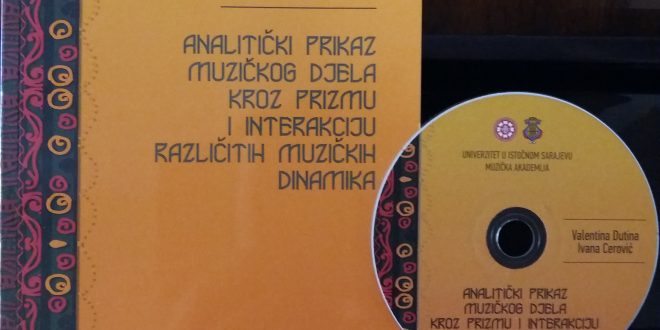 ANALITIČKI PRIKAZ
MUZIČKOG DJELA
KROZ PRIZMU
I INTERAKCIJU
RAZLIČITIH MUZIČKIH
DINAMIKA
UNIVERZITET U ISTOČNOM SARAJEVU
MUZIČKA AKADEMIJA
Valentina Dutina
Ivana Cerović
ANALITIČKI PRIKAZ
MUZIČKOG DJELA
KROZ PRIZMU I INTERAKCIJU